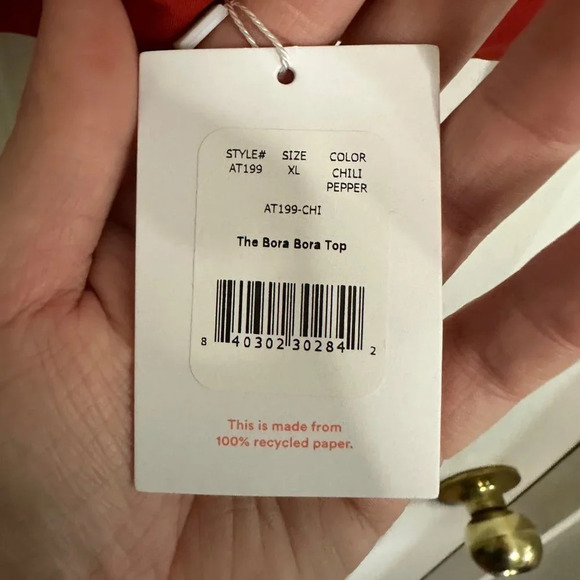 STYLE# SIZE COLOR
AT199 XL CHILI
PEPPER
AT199-CHI
The Bora Bora Top
8 40302 30284 2
This is made from
100% recycled paper.